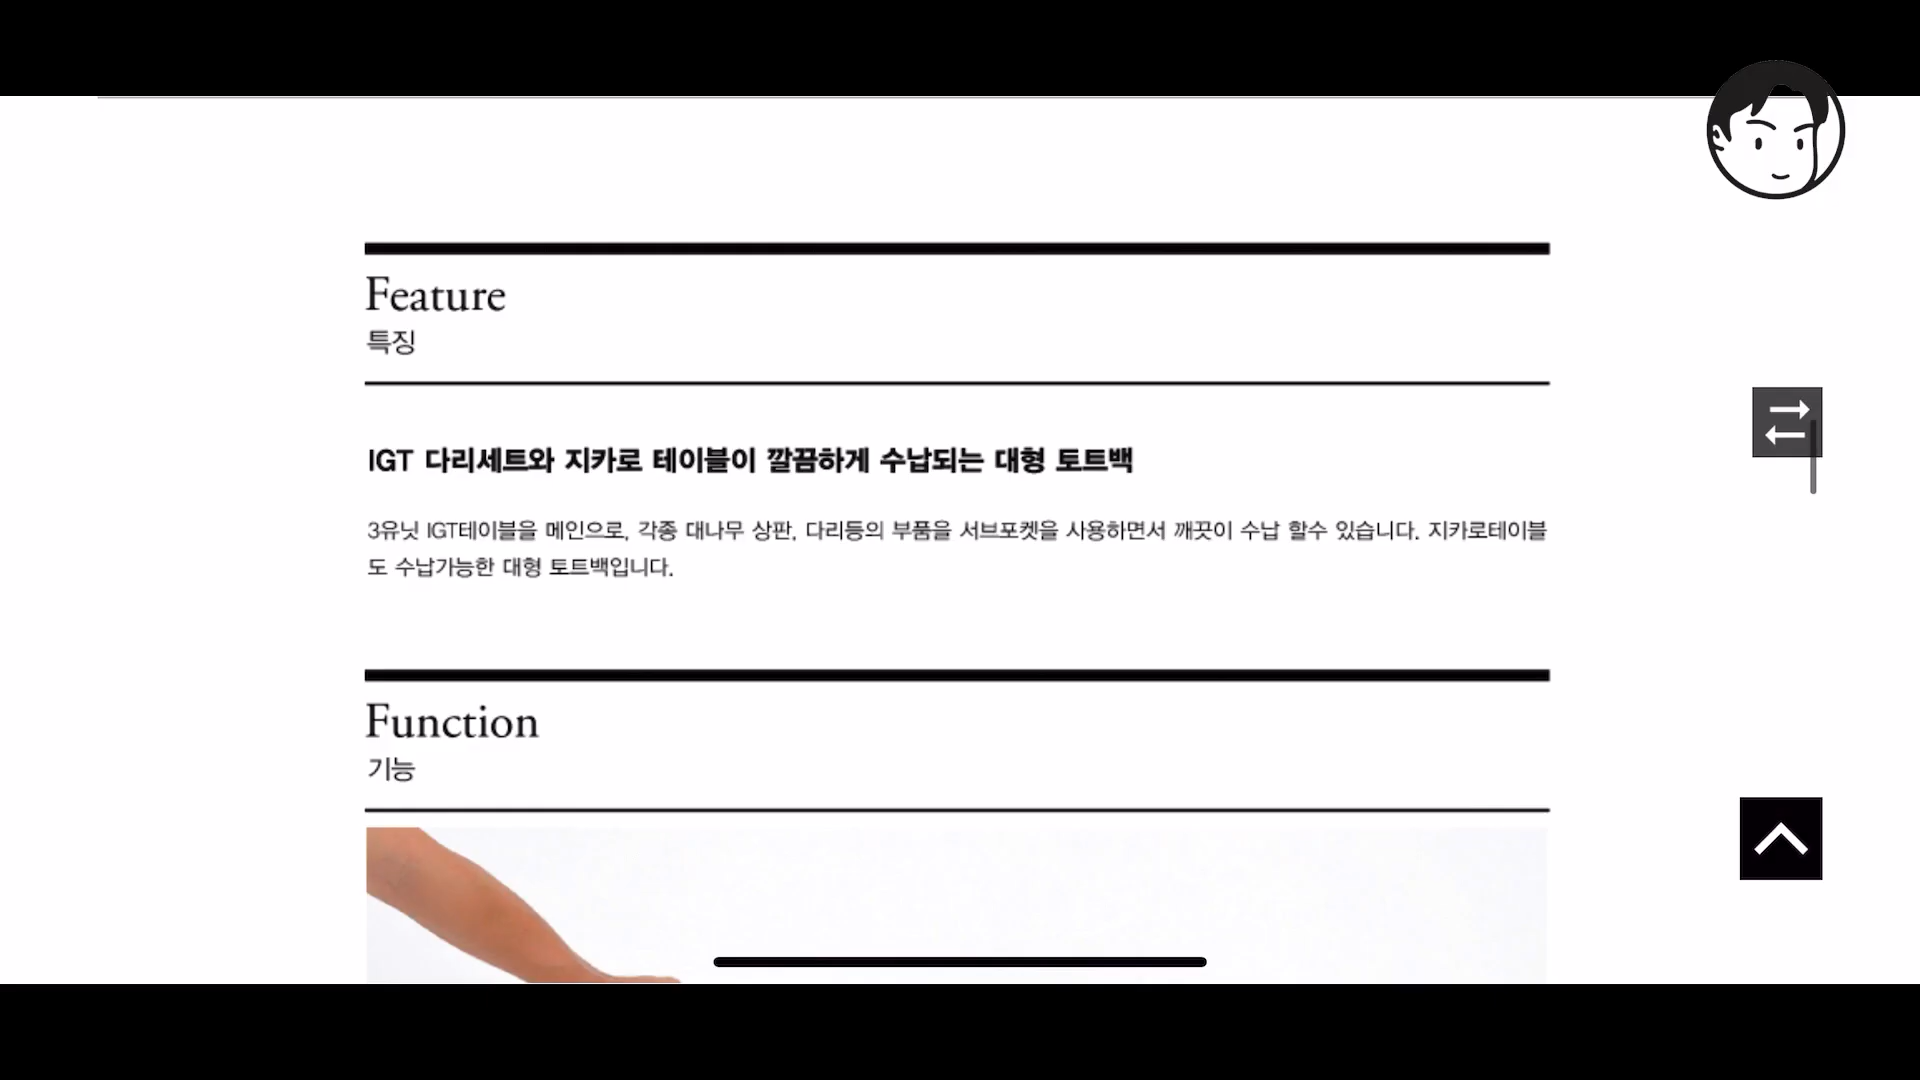 Feature
특징
IGT 다리세트와 지카로 테이블이 깔끔하게 수납되는 대형 토트백
3유닛 IGT테이블을 메인으로, 각종 대나무 상판, 다리등의 부품을 서브포켓을 사용하면서 깨끗이 수납 할수 있습니다. 지카로테이블
도 수납가능한 대형 토트백입니다.
Function
기능